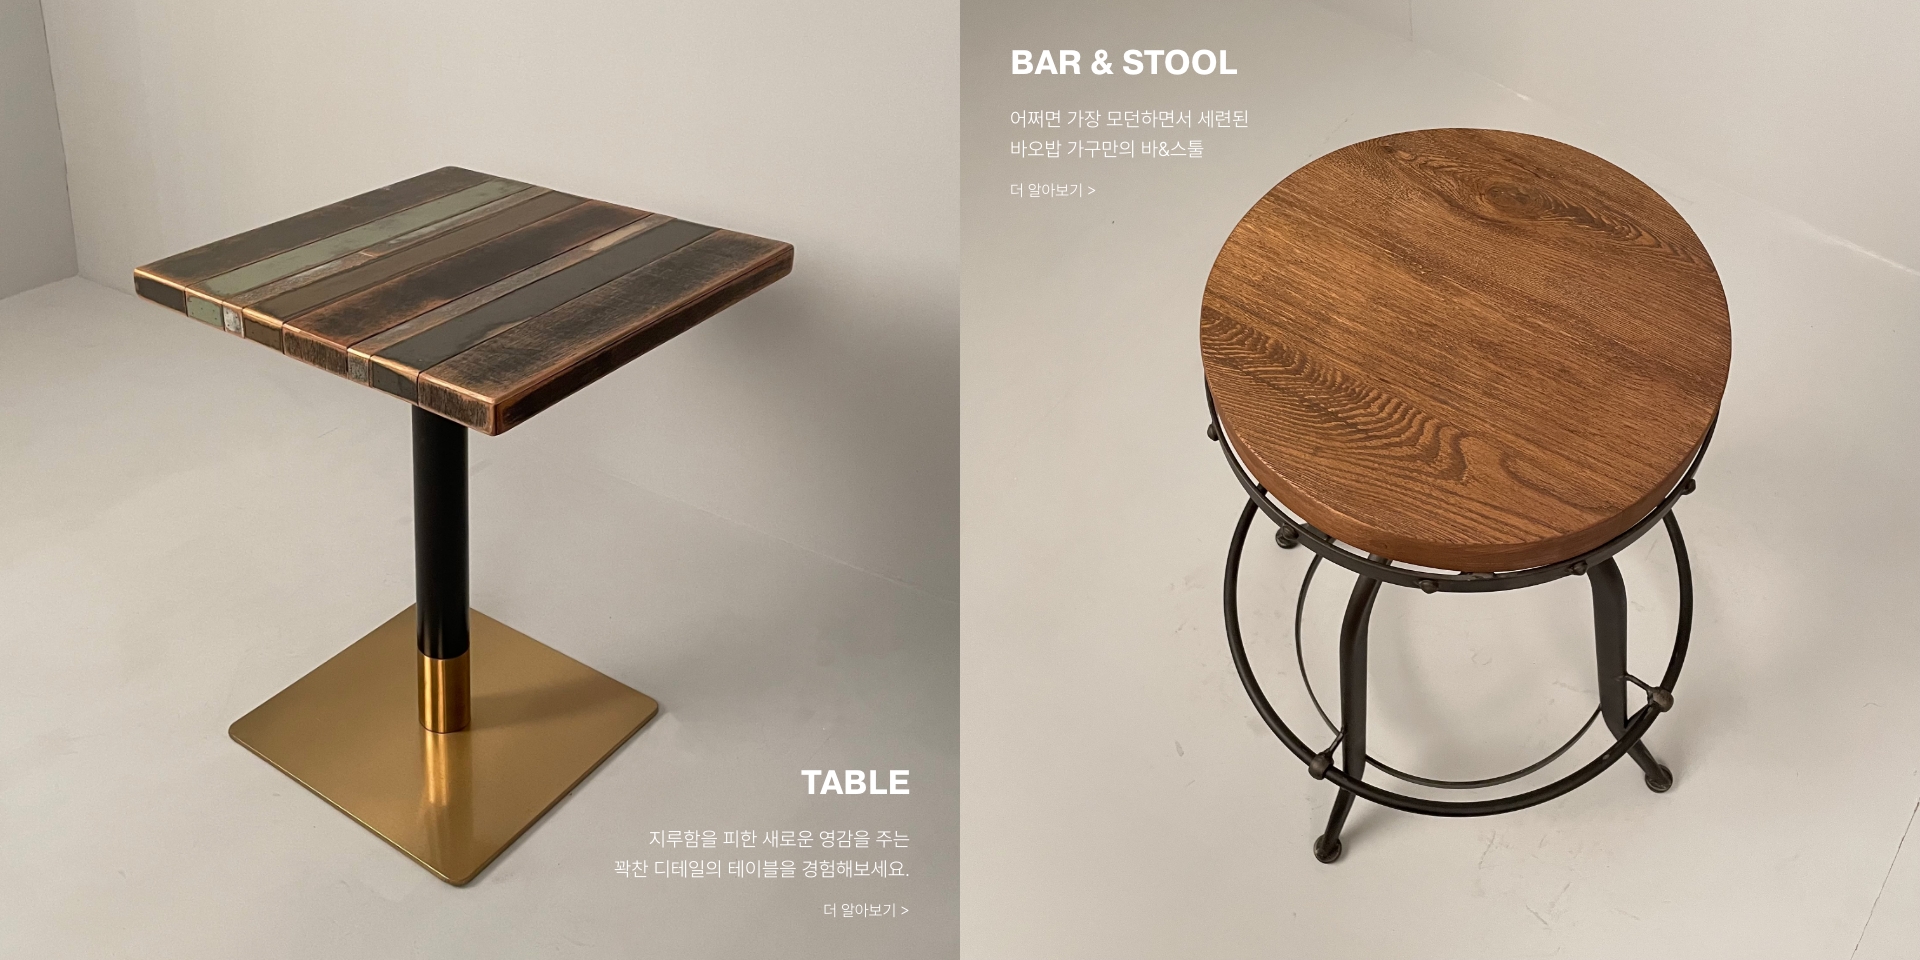 TABLE
지루함을 피한 새로운 영감을 주는
꽉찬 디테일의 테이블을 경험해보세요.
더 알아보기 >
BAR & STOOL
어쩌면 가장 모던하면서 세련된
바오밥 가구만의 바&스툴
더 알아보기 >